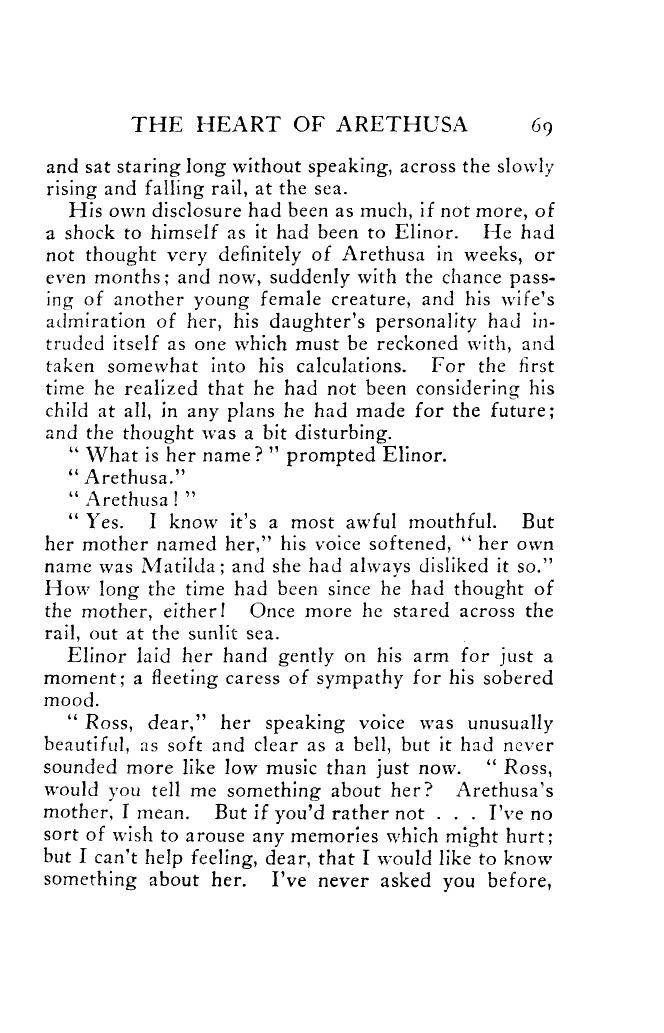 THE HEART OF ARETHUSA 69
and sat staring long without speaking, across the slowly
rising and falling rail, at the sea.
His own disclosure had been as much, if not more, of
a shock to himself as it had been to Elinor. He had
not thought very definitely of Arethusa in weeks, or
even months; and now, suddenly with the chance pass-
ing of another young female creature, and his wife's
admiration of her, his daughter's personality had in-
truded itself as one which must be reckoned with, and
taken somewhat into his calculations. For the first
time he realized that he had not been considering his
child at all, in any plans he had made for the future;
and the thought was a bit disturbing.
" What is her name? " prompted Elinor.
" Arethusa."
" Arethusa! "
" Yes. I know it's a most awful mouthful. But
her mother named her," his voice softened, " her own
name was Matilda; and she had always disliked it so."
How long the time had been since he had thought of
the mother, either! Once more he stared across the
rail, out at the sunlit sea.
Elinor laid her hand gently on his arm for just a
moment; a fleeting caress of sympathy for his sobered
mood.
" Ross, dear," her speaking voice was unusually
beautiful, as soft and clear as a bell, but it had never
sounded more like low music than just now. " Ross,
would you tell me something about her? Arethusa's
mother, I mean. But if you'd rather not . . . I've no
sort of wish to arouse any memories which might hurt;
but I can't help feeling, dear, that I would like to know
something about her. I've never asked you before,